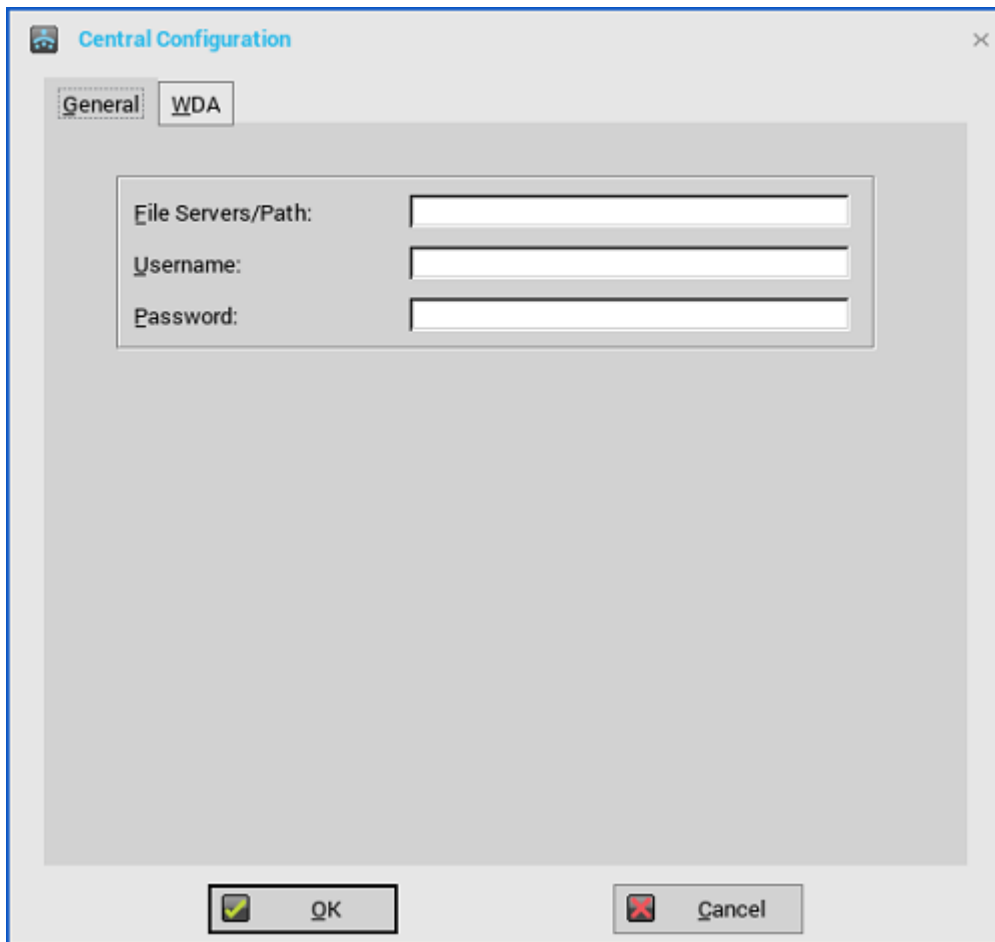 Central Configuration
General
WDA
File Servers/Path:
Username:
Password:
OK
Cancel